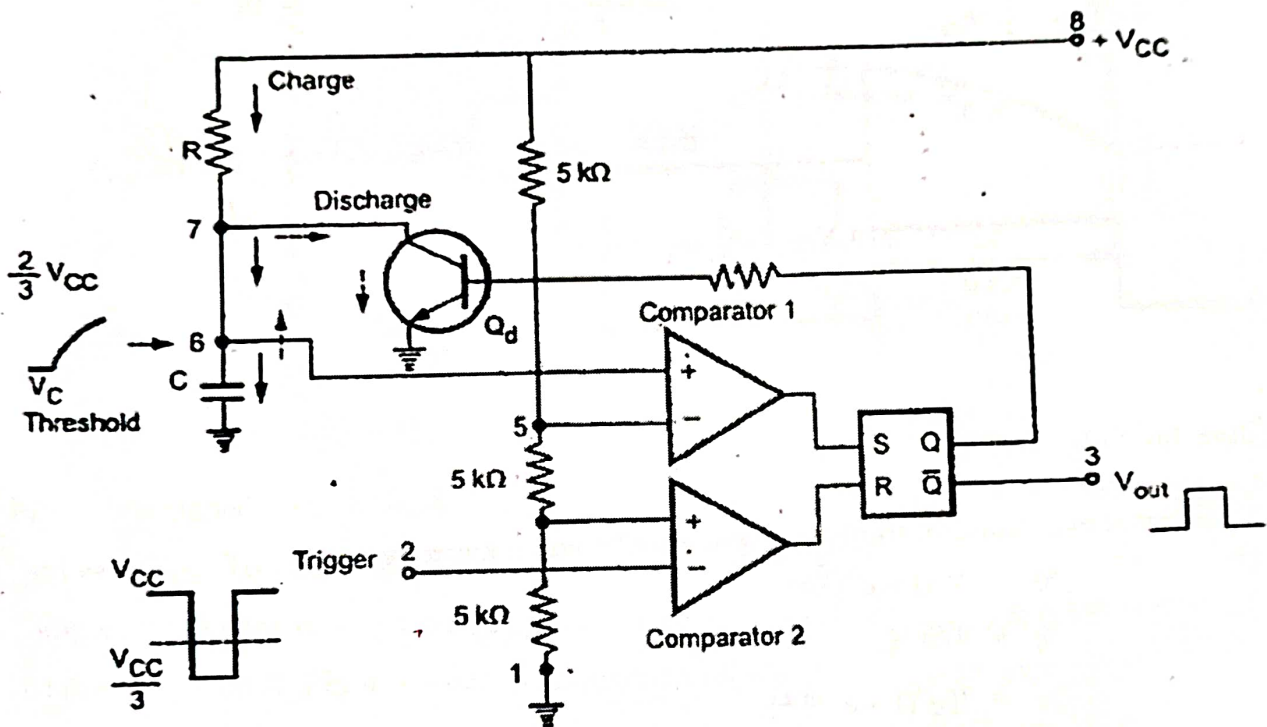 8
+ VCC
Charge
R
5 kΩ
Discharge
7
2/3 VCC
Qd
Comparator 1
6
+
VC
C
Threshold
5
−
S Q
R Q̅
3
Vout
5 kΩ
+
Trigger 2
−
VCC
5 kΩ
Comparator 2
VCC/3
1